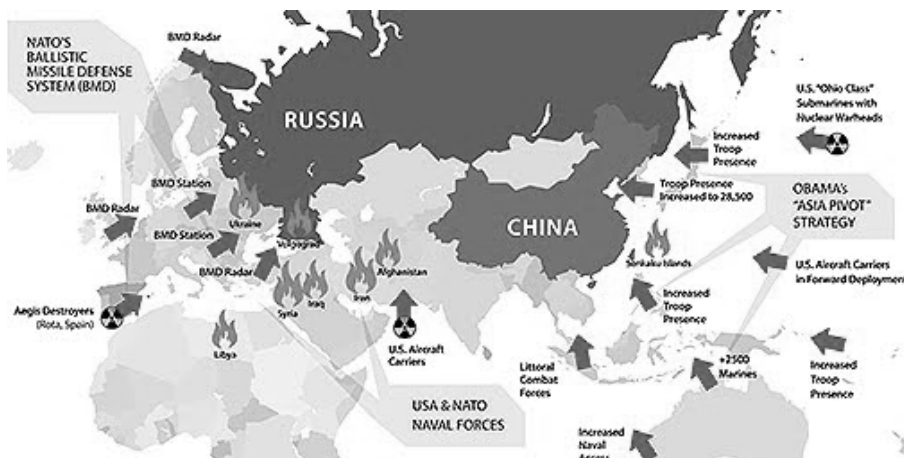 NATO'S
BALLISTIC
MISSILE DEFENSE
SYSTEM (BMD)
BMD Radar
RUSSIA
U.S. "Ohio Class"
Submarines with
Nuclear Warheads
Increased
Troop
Presence
BMD Station
Ukraine
BMD Radar
BMD Station
Volgograd
Troop Presence
Increased to 28,500
OBAMA's
"ASIA PIVOT"
STRATEGY
CHINA
BMD Radar
Afghanistan
Senkaku Islands
U.S. Aircraft Carriers
in Forward Deployment
Syria
Iraq
Iran
Increased
Troop
Presence
Aegis Destroyers
(Rota, Spain)
Libya
U.S. Aircraft
Carriers
Littoral
Combat
Forces
+2500
Marines
Increased
Troop
Presence
USA & NATO
NAVAL FORCES
Increased
Naval